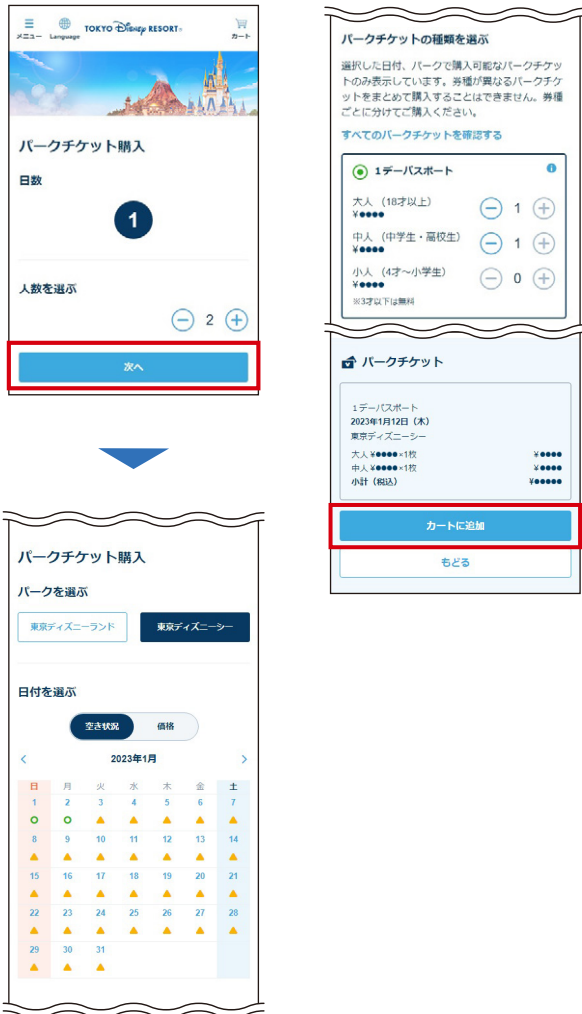 メニュー
Language
TOKYO Disney RESORT®
カート
パークチケット購入
日数
1
人数を選ぶ
2
次へ
パークチケット購入
パークを選ぶ
東京ディズニーランド
東京ディズニーシー
日付を選ぶ
空き状況
価格
2023年1月
日 月 火 水 木 金 土
1 2 3 4 5 6 7
8 9 10 11 12 13 14
15 16 17 18 19 20 21
22 23 24 25 26 27 28
29 30 31
パークチケットの種類を選ぶ
選択した日付、パークで購入可能なパークチケッ
トのみ表示しています。券種が異なるパークチケ
ットをまとめて購入することはできません。券種
ごとに分けてご購入ください。
すべてのパークチケットを確認する
1デーパスポート
大人 (18才以上)
¥●●●●
1
中人 (中学生・高校生)
¥●●●●
1
小人 (4才～小学生)
¥●●●●
0
※3才以下は無料
パークチケット
1デーパスポート
2023年1月12日（木）
東京ディズニーシー
大人 ¥●●●●×1枚 ¥●●●●
中人 ¥●●●●×1枚 ¥●●●●
小計（税込） ¥●●●●●
カートに追加
もどる